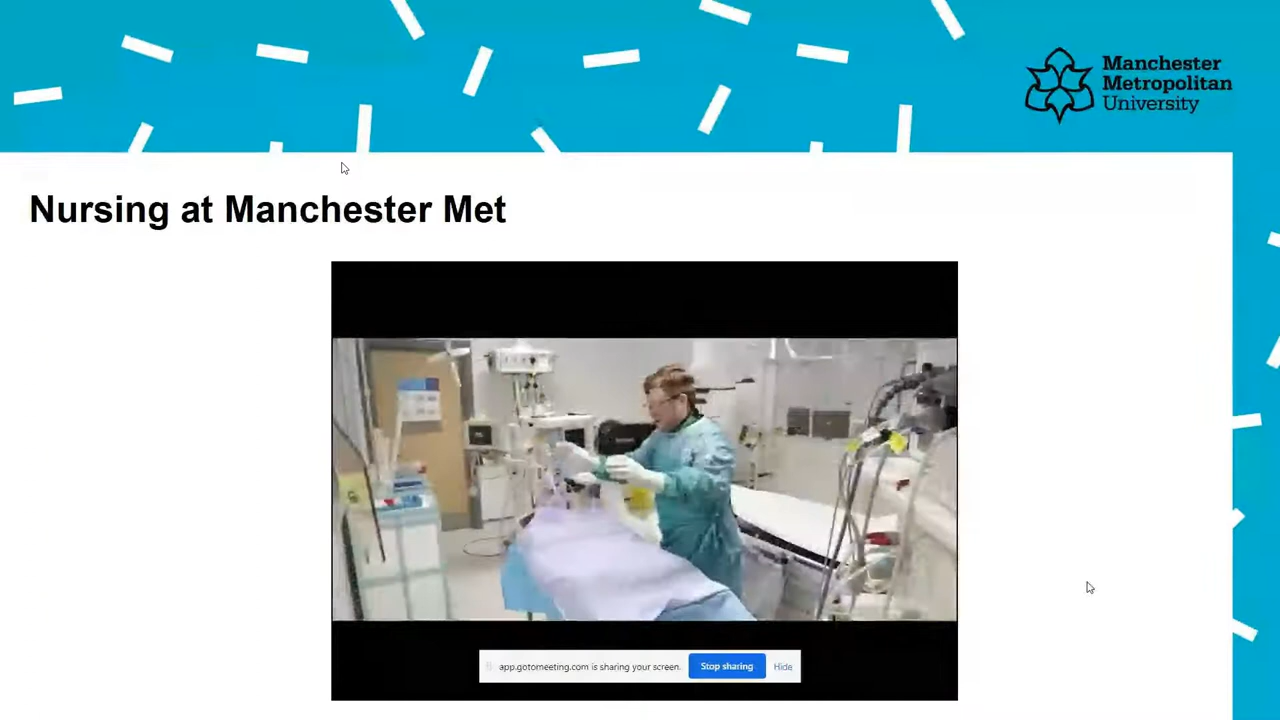 Manchester
Metropolitan
University
Nursing at Manchester Met
app.gotomeeting.com is sharing your screen.
Stop sharing
Hide